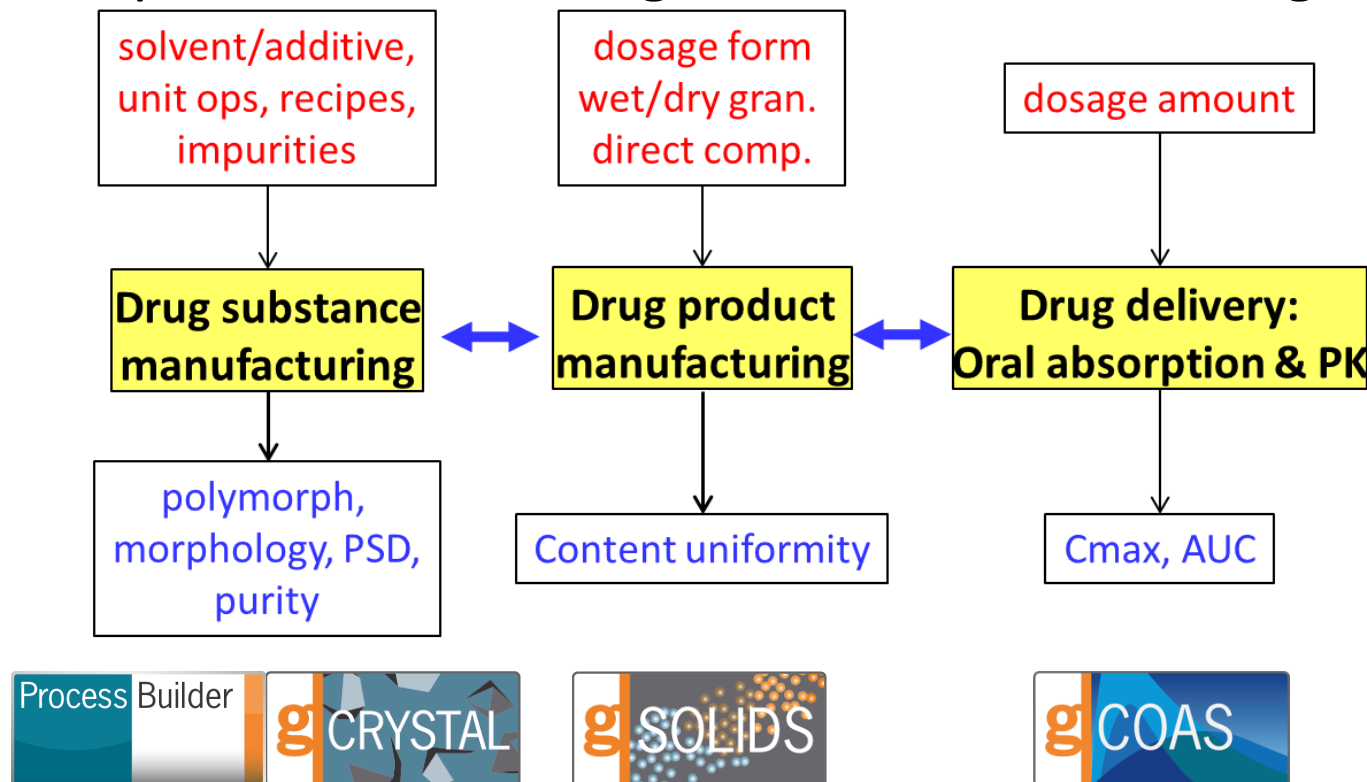 solvent/additive,
unit ops, recipes,
impurities
dosage form
wet/dry gran.
direct comp.
dosage amount
Drug substance
manufacturing
Drug product
manufacturing
Drug delivery:
Oral absorption & PK
polymorph,
morphology, PSD,
purity
Content uniformity
Cmax, AUC
Process Builder
gCRYSTAL
gSOLIDS
gCOAS